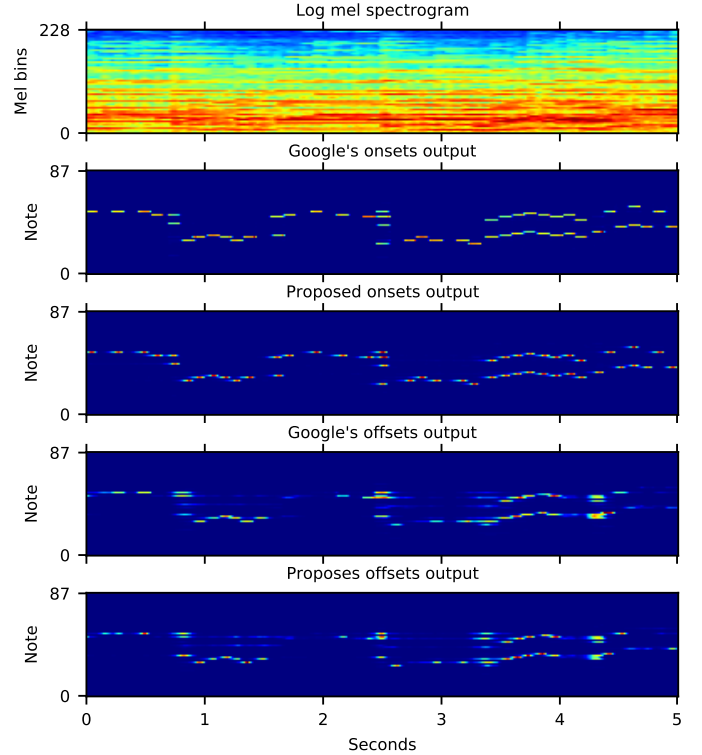 Log mel spectrogram
228
Mel bins
0
Google's onsets output
87
Note
0
Proposed onsets output
87
Note
0
Google's offsets output
87
Note
0
Proposes offsets output
87
Note
0
0 1 2 3 4 5
Seconds